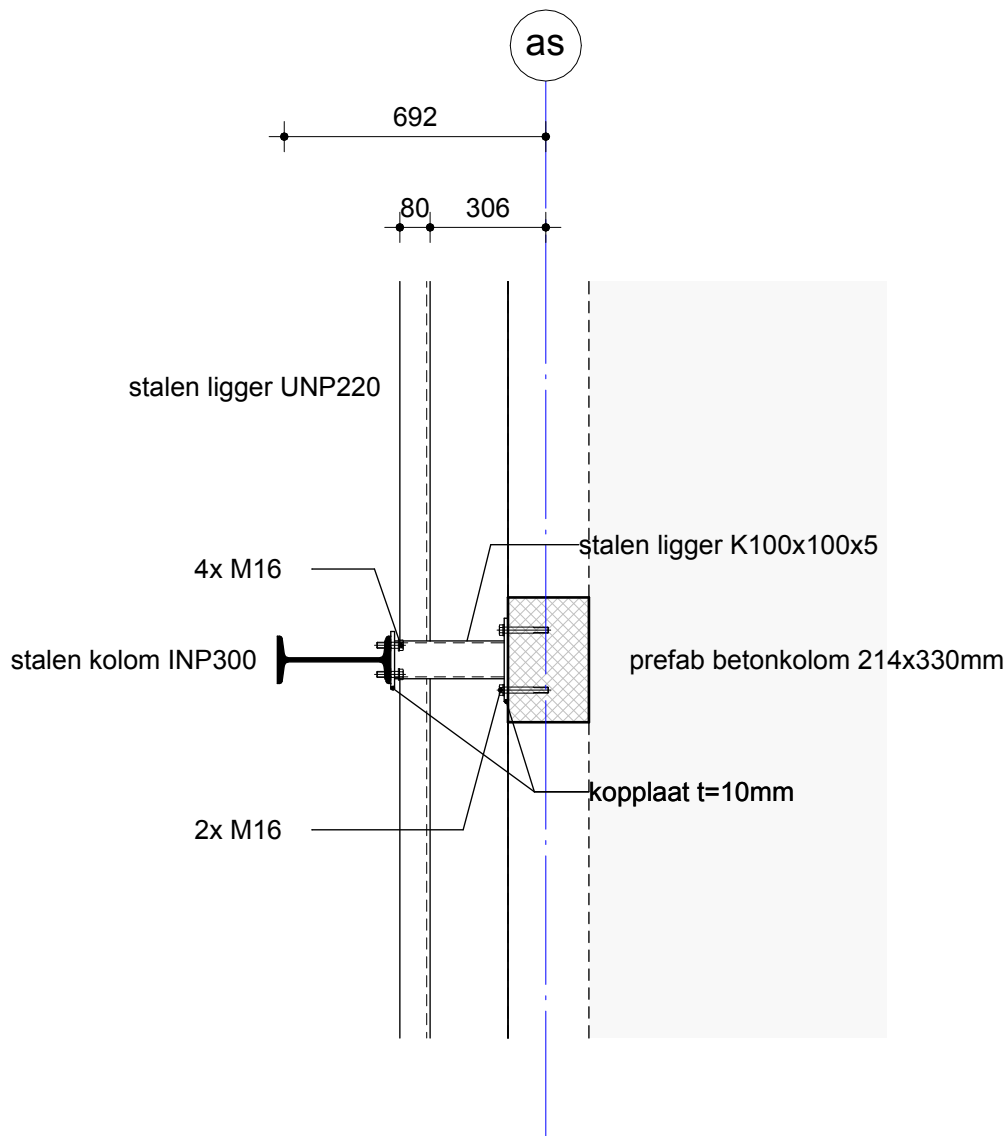 as
692
80
306
stalen ligger UNP220
stalen ligger K100x100x5
4x M16
stalen kolom INP300
prefab betonkolom 214x330mm
kopplaat t=10mm
2x M16